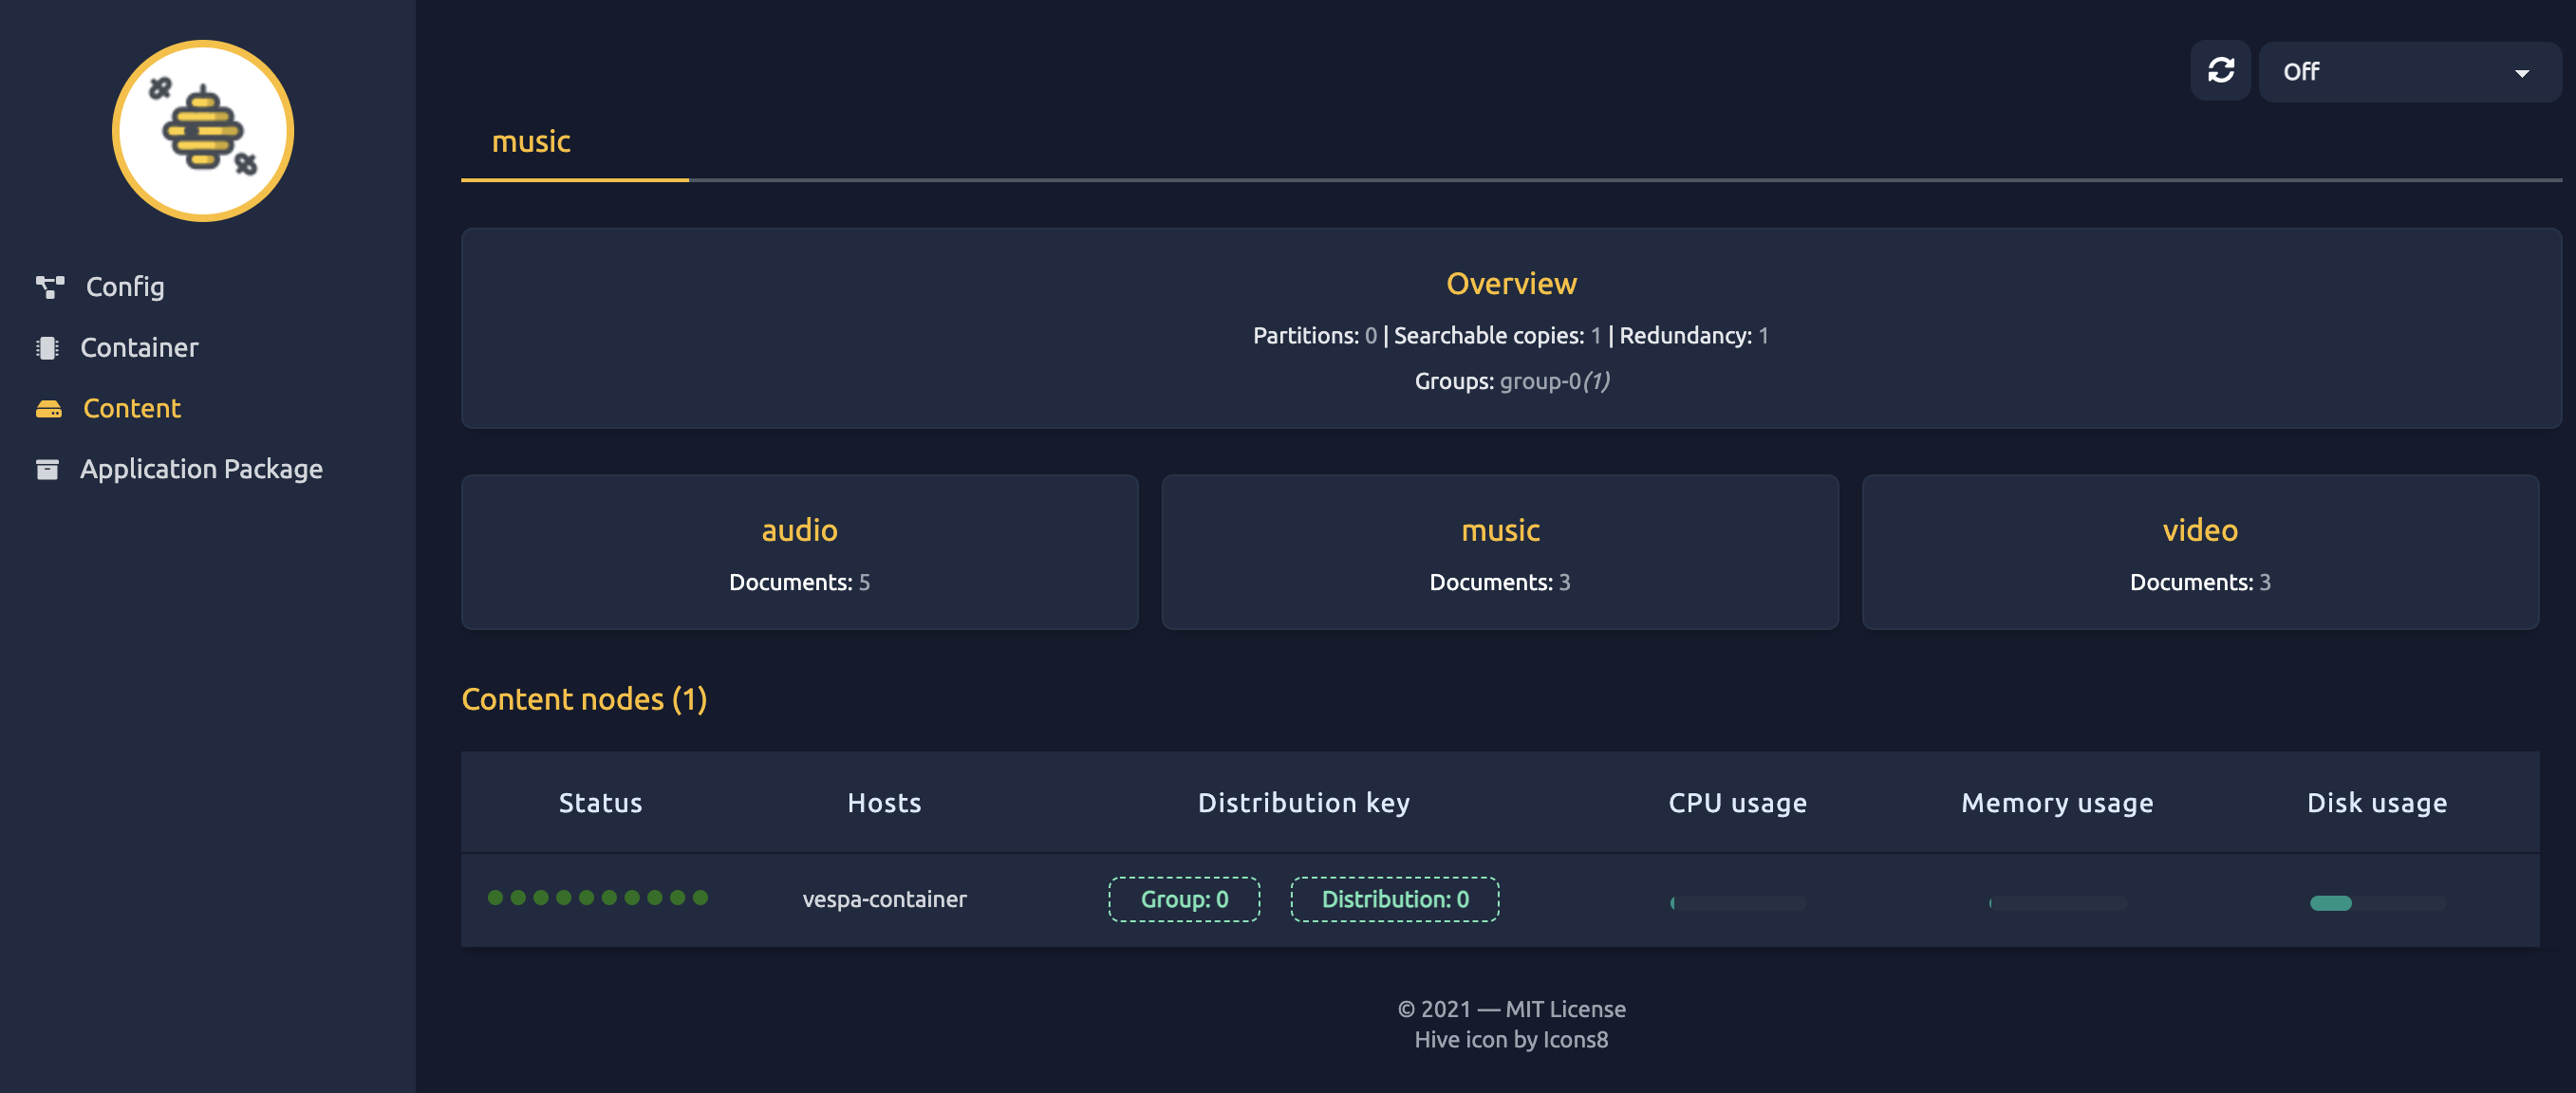 Off
music
Config
Container
Content
Application Package
Overview
Partitions: 0 | Searchable copies: 1 | Redundancy: 1
Groups: group-0(1)
audio
Documents: 5
music
Documents: 3
video
Documents: 3
Content nodes (1)
Status Hosts Distribution key CPU usage Memory usage Disk usage
vespa-container Group: 0 Distribution: 0
© 2021 — MIT License
Hive icon by Icons8